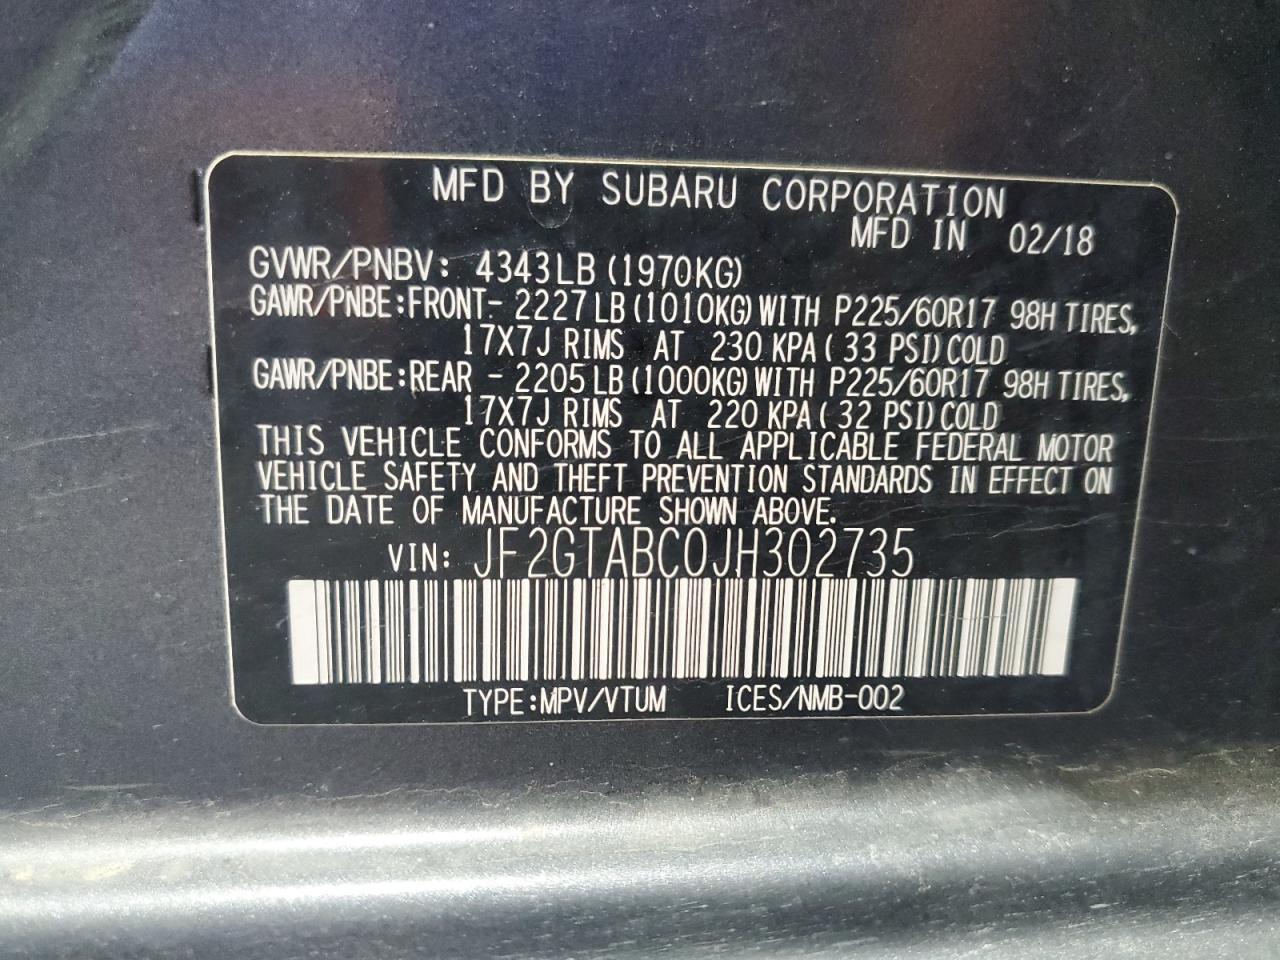 MFD BY SUBARU CORPORATION
MFD IN 02/18
GVWR/PNBV: 4343LB (1970KG)
GAWR/PNBE:FRONT- 2227LB (1010KG) WITH P225/60R17 98H TIRES,
17X7J RIMS AT 230 KPA ( 33 PSI) COLD
GAWR/PNBE:REAR - 2205LB (1000KG) WITH P225/60R17 98H TIRES,
17X7J RIMS AT 220 KPA ( 32 PSI) COLD
THIS VEHICLE CONFORMS TO ALL APPLICABLE FEDERAL MOTOR
VEHICLE SAFETY AND THEFT PREVENTION STANDARDS IN EFFECT ON
THE DATE OF MANUFACTURE SHOWN ABOVE.
VIN: JF2GTABC0JH302735
TYPE:MPV/VTUM ICES/NMB-002